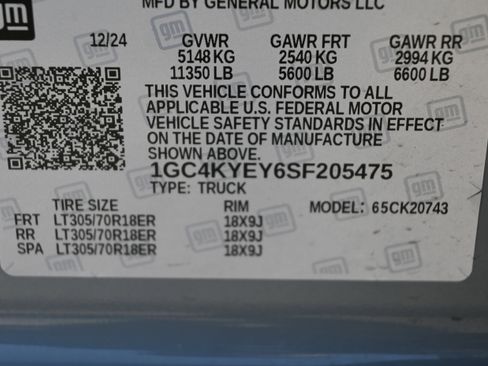 MFD BY GENERAL MOTORS LLC
gm
12/24 GVWR GAWR FRT GAWR RR
5148 KG 2540 KG 2994 KG
11350 LB 5600 LB 6600 LB
THIS VEHICLE CONFORMS TO ALL
APPLICABLE U.S. FEDERAL MOTOR
VEHICLE SAFETY STANDARDS IN EFFECT
ON THE DATE OF MANUFACTURE
SHOWN ABOVE.
1GC4KYEY6SF205475
TYPE: TRUCK
TIRE SIZE RIM MODEL: 65CK20743
FRT LT305/70R18ER 18X9J
RR LT305/70R18ER 18X9J
SPA LT305/70R18ER 18X9J